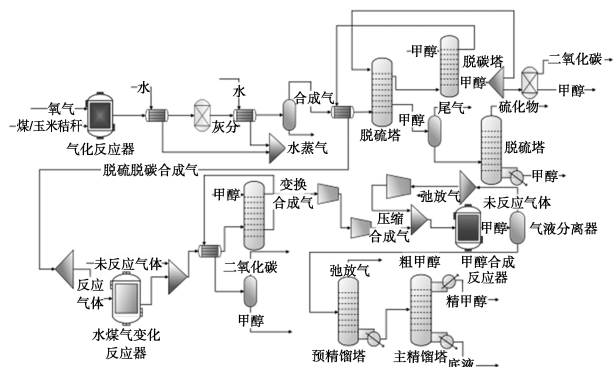 甲醇
脱碳塔
二氧化碳
甲醇
甲醇
水
水
合成气
氧气
煤/玉米秸秆
灰分
水蒸气
气化反应器
脱硫塔
甲醇
尾气
硫化物
脱硫塔
甲醇
脱硫脱碳合成气
甲醇
变换
合成气
弛放气
未反应气体
压缩
合成气
甲醇
气液分离器
甲醇合成
反应器
未反应气体
反应
气体
水煤气变化
反应器
二氧化碳
甲醇
弛放气
粗甲醇
精甲醇
预精馏塔
主精馏塔
底液